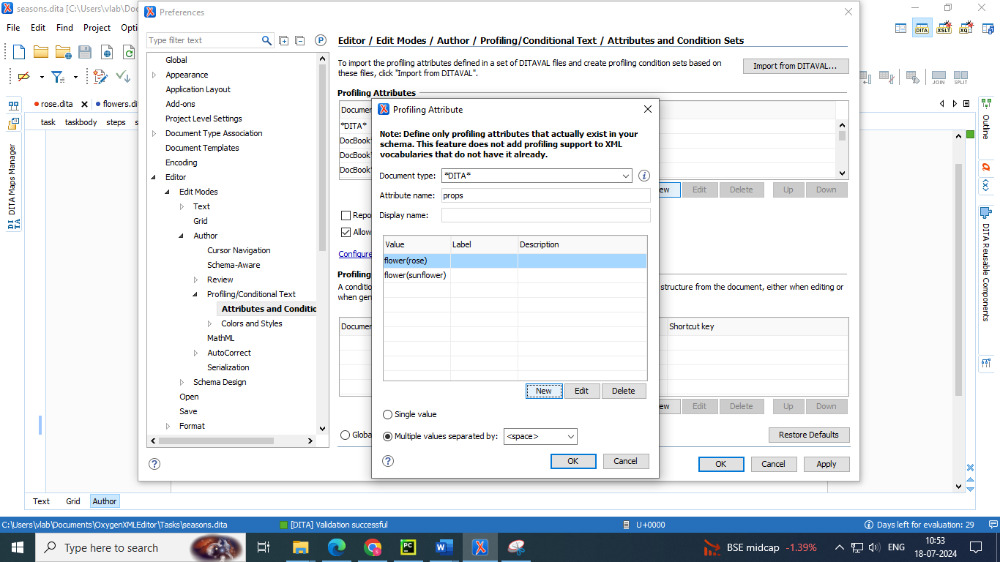 seasons.dita [C:\Users\vlab\Doc
Preferences
File Edit Find Project Opti
DITA XSLT XQ
Type filter text
P
Editor / Edit Modes / Author / Profiling/Conditional Text / Attributes and Condition Sets
Global
Appearance
Application Layout
Add-ons
Project Level Settings
Document Type Association
Document Templates
Encoding
Editor
Edit Modes
Text
Grid
Author
Cursor Navigation
Schema-Aware
Review
Profiling/Conditional Text
Attributes and Conditio
Colors and Styles
MathML
AutoCorrect
Serialization
Schema Design
Open
Save
Format
To import the profiling attributes defined in a set of DITAVAL files and create profiling condition sets based on
these files, click "Import from DITAVAL".
Import from DITAVAL...
Profiling Attributes
Documen
*DITA*
DocBook*
DocBook*
DocBook*
ew Edit Delete Up Down
Repo
Allow
Configure
Profiling
A conditio
structure from the document, either when editing or
when gen
Documen
Shortcut key
ew Edit Delete Up Down
Globa
Restore Defaults
OK Cancel Apply
Profiling Attribute
Note: Define only profiling attributes that actually exist in your
schema. This feature does not add profiling support to XML
vocabularies that do not have it already.
Document type: *DITA*
Attribute name: props
Display name:
Value Label Description
flower(rose)
flower(sunflower)
New Edit Delete
Single value
Multiple values separated by: <space>
OK Cancel
rose.dita flowers.di
task taskbody steps s
DITA Maps Manager
DITA
JOIN SPLIT
Outline
DITA Reusable Components
Text Grid Author
C:\Users\vlab\Documents\OxygenXMLEditor\Tasks\seasons.dita
[DITA] Validation successful
U+0000
Days left for evaluation: 29
Type here to search
PC
W
BSE midcap -1.39%
ENG
10:53
18-07-2024